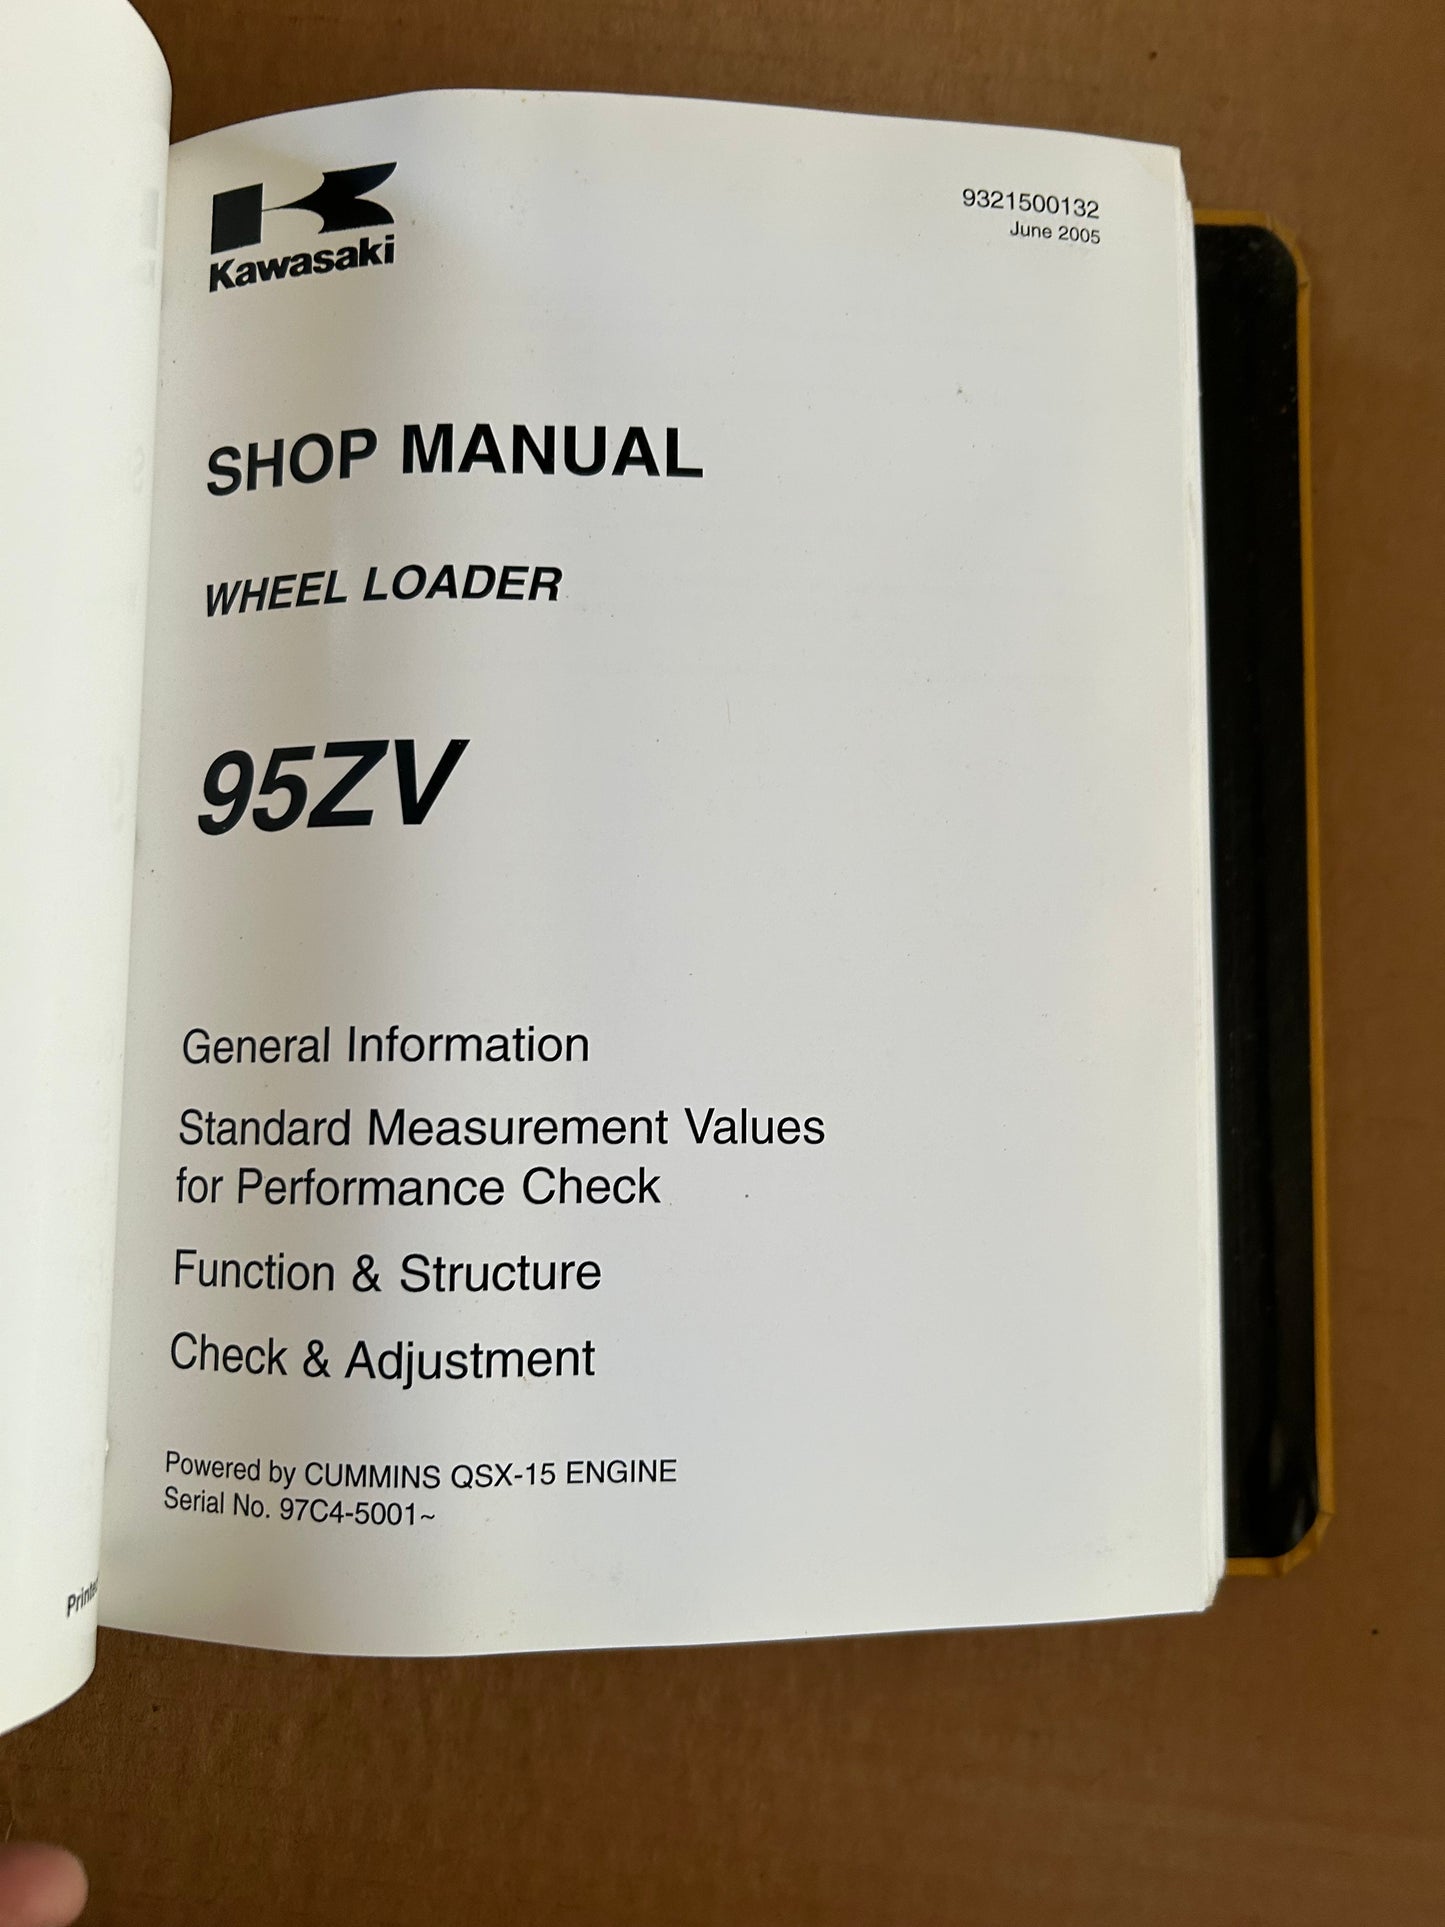 Kawasaki
9321500132
June 2005
SHOP MANUAL
WHEEL LOADER
95ZV
General Information
Standard Measurement Values
for Performance Check
Function & Structure
Check & Adjustment
Powered by CUMMINS QSX-15 ENGINE
Serial No. 97C4-5001~